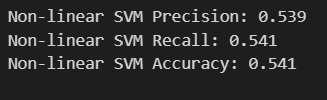 Non-linear SVM Precision: 0.539
Non-linear SVM Recall: 0.541
Non-linear SVM Accuracy: 0.541